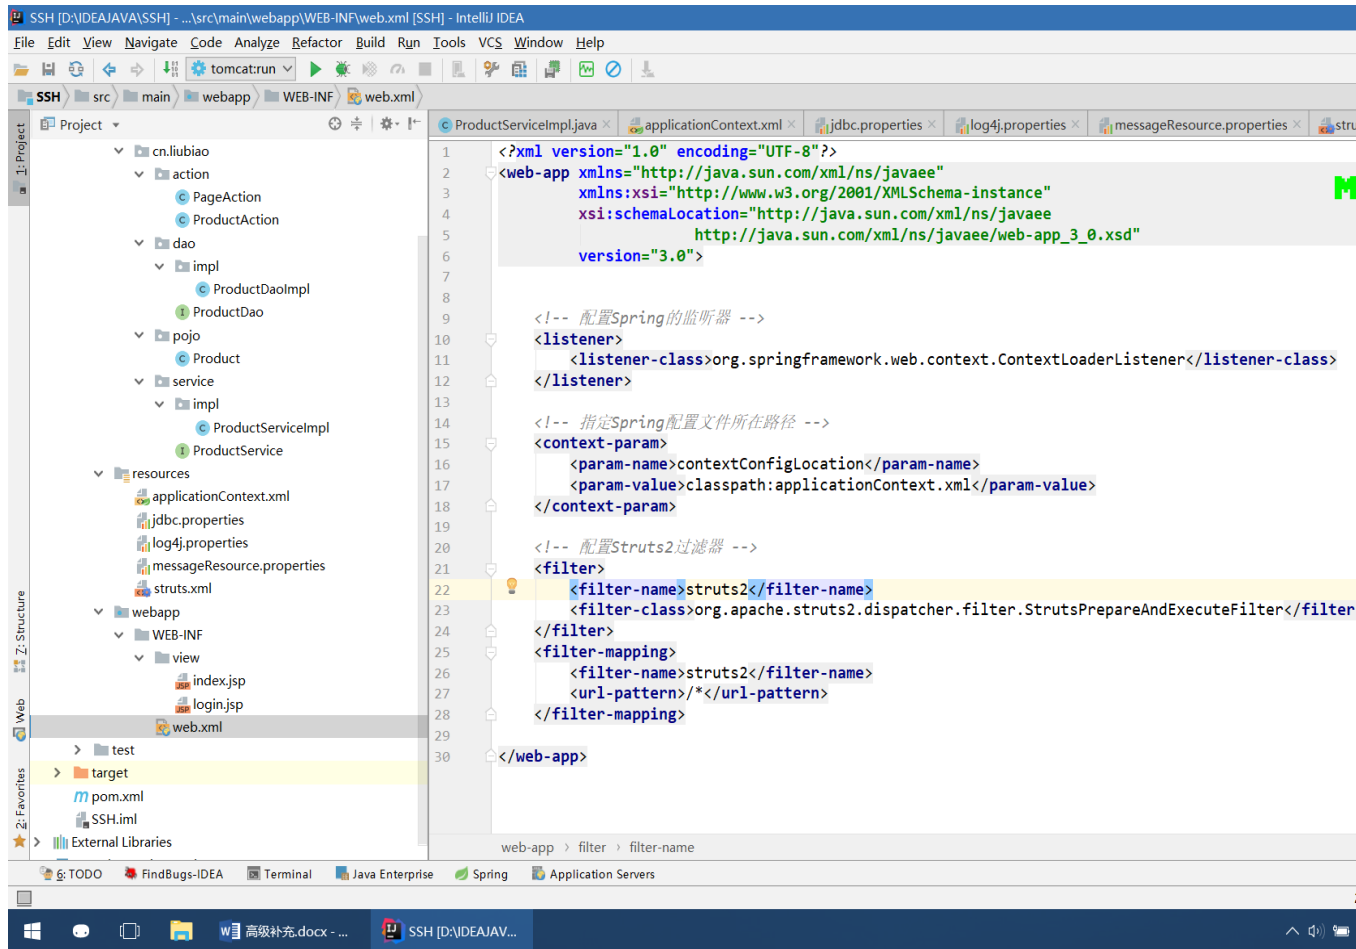 SSH [D:\IDEAJAVA\SSH] - ...\src\main\webapp\WEB-INF\web.xml [SSH] - IntelliJ IDEA
File Edit View Navigate Code Analyze Refactor Build Run Tools VCS Window Help
tomcat:run
SSH src main webapp WEB-INF web.xml
Project
ProductServiceImpl.java applicationContext.xml jdbc.properties log4j.properties messageResource.properties stru
1: Project
Z: Structure
Web
2: Favorites
cn.liubiao
action
PageAction
ProductAction
dao
impl
ProductDaoImpl
ProductDao
pojo
Product
service
impl
ProductServiceImpl
ProductService
resources
applicationContext.xml
jdbc.properties
log4j.properties
messageResource.properties
struts.xml
webapp
WEB-INF
view
index.jsp
login.jsp
web.xml
test
target
pom.xml
SSH.iml
External Libraries
1 <?xml version="1.0" encoding="UTF-8"?>
2 <web-app xmlns="http://java.sun.com/xml/ns/javaee"
3 xmlns:xsi="http://www.w3.org/2001/XMLSchema-instance"
4 xsi:schemaLocation="http://java.sun.com/xml/ns/javaee
5 http://java.sun.com/xml/ns/javaee/web-app_3_0.xsd"
6 version="3.0">
7
8
9 <!-- 配置Spring的监听器 -->
10 <listener>
11 <listener-class>org.springframework.web.context.ContextLoaderListener</listener-class>
12 </listener>
13
14 <!-- 指定Spring配置文件所在路径 -->
15 <context-param>
16 <param-name>contextConfigLocation</param-name>
17 <param-value>classpath:applicationContext.xml</param-value>
18 </context-param>
19
20 <!-- 配置Struts2过滤器 -->
21 <filter>
22 <filter-name>struts2</filter-name>
23 <filter-class>org.apache.struts2.dispatcher.filter.StrutsPrepareAndExecuteFilter</filter
24 </filter>
25 <filter-mapping>
26 <filter-name>struts2</filter-name>
27 <url-pattern>/*</url-pattern>
28 </filter-mapping>
29
30 </web-app>
M
web-app › filter › filter-name
6: TODO FindBugs-IDEA Terminal Java Enterprise Spring Application Servers
高级补充.docx - ... SSH [D:\IDEAJAV...